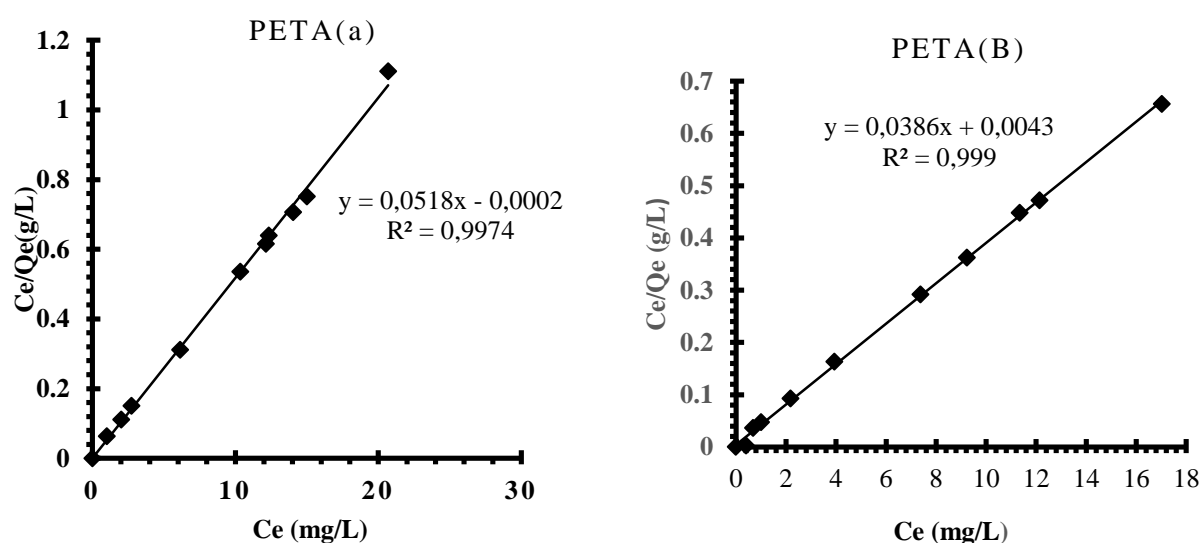 PETA(a)
1.2
1
0.8
0.6
0.4
0.2
0
Ce/Qe(g/L)
y = 0,0518x - 0,0002
R² = 0,9974
0 10 20 30
Ce (mg/L)
PETA(B)
0.7
0.6
0.5
0.4
0.3
0.2
0.1
0
Ce/Qe (g/L)
y = 0,0386x + 0,0043
R² = 0,999
0 2 4 6 8 10 12 14 16 18
Ce (mg/L)